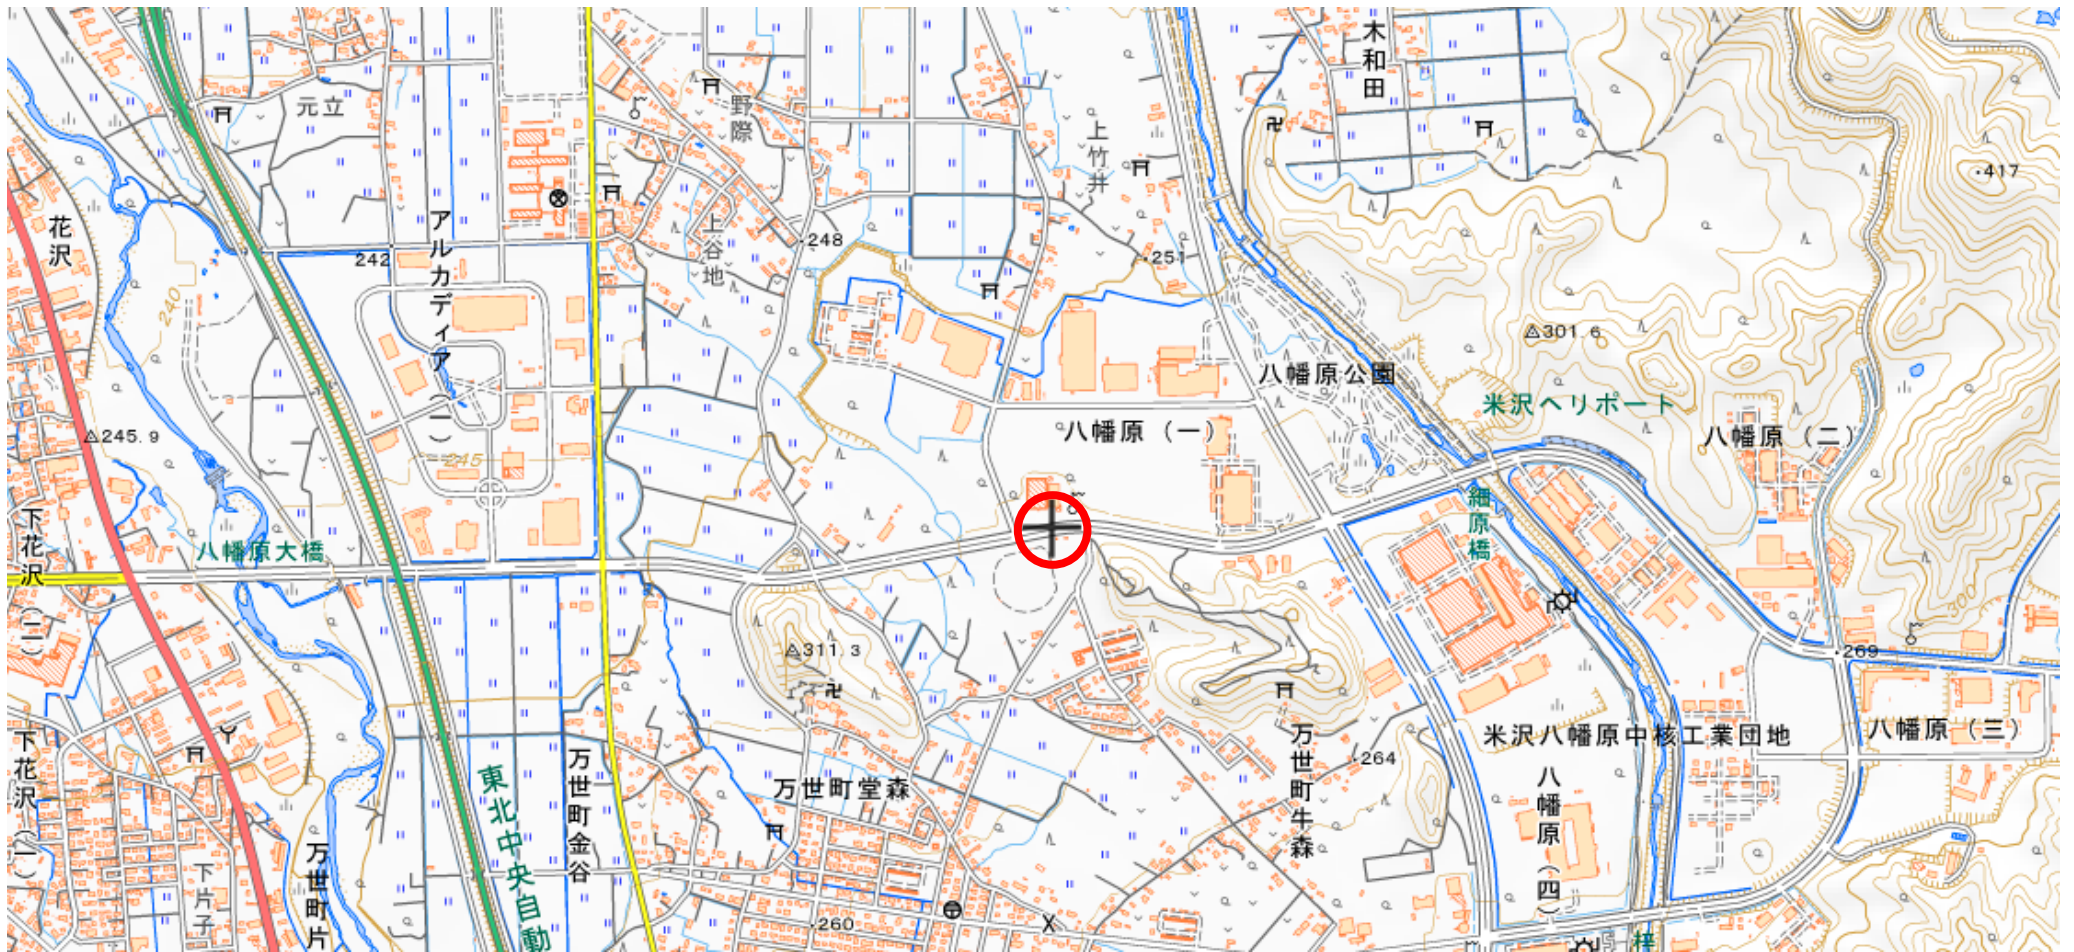 木和田
元立
野際
上竹井
417
花沢
アルカディア(一)
上谷地
248
242
251
240
301.6
八幡原公園
米沢ヘリポート
245.9
八幡原(一)
八幡原(二)
245
下花沢(二)
八幡原大橋
細原橋
300
311.3
269
下花沢(一)
万世町金谷
万世町牛森
264
米沢八幡原中核工業団地
八幡原(三)
東北中央自動
万世町堂森
八幡原(四)
万世町片
下片子
260
梓